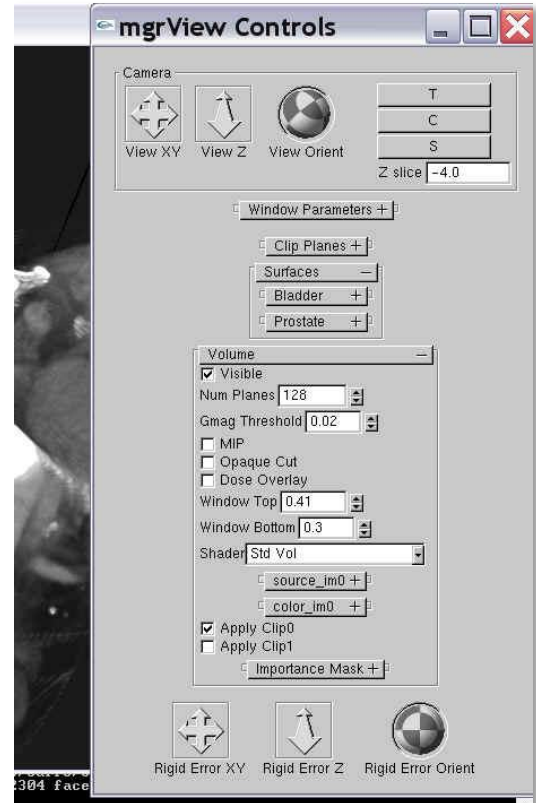 mgrView Controls
Camera
View XY View Z View Orient
T
C
S
Z slice -4.0
Window Parameters +
Clip Planes +
Surfaces −
Bladder +
Prostate +
Volume −
Visible
Num Planes 128
Gmag Threshold 0.02
MIP
Opaque Cut
Dose Overlay
Window Top 0.41
Window Bottom 0.3
Shader Std Vol
source_im0 +
color_im0 +
Apply Clip0
Apply Clip1
Importance Mask +
Rigid Error XY Rigid Error Z Rigid Error Orient
2304 face